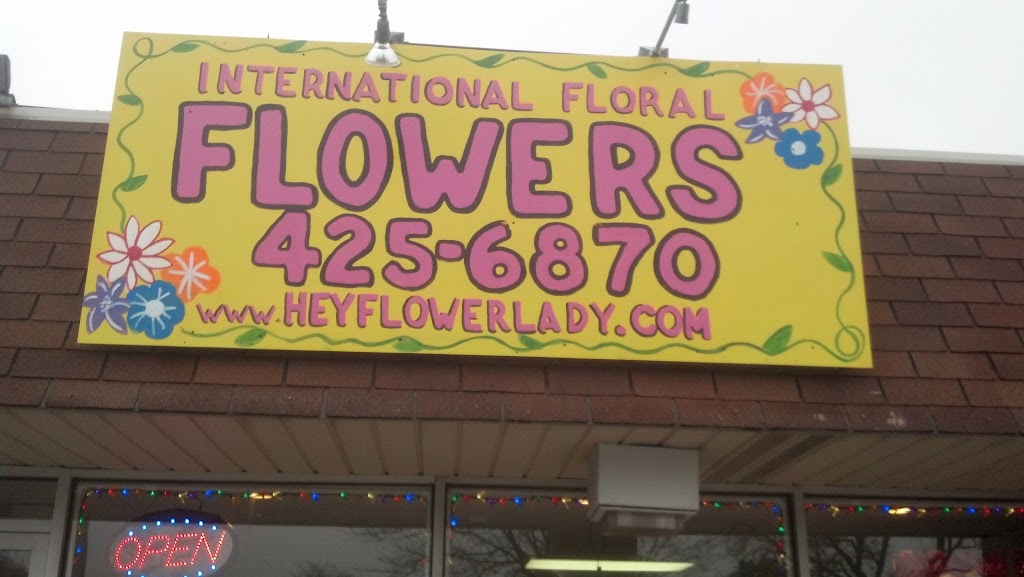 INTERNATIONAL FLORAL
FLOWERS
425-6870
www.HEYFLOWERLADY.COM
OPEN